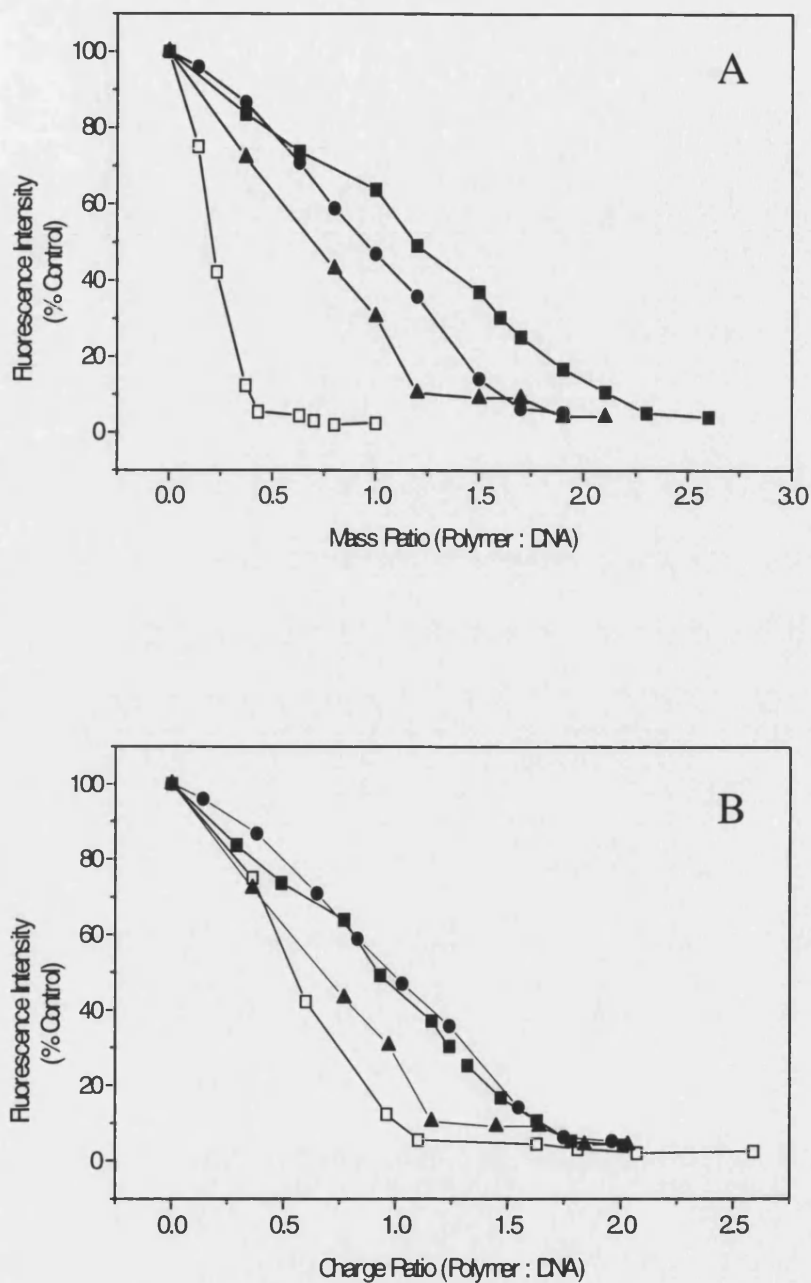 A
100
80
60
40
20
0
Fluorescence Intensity
(% Control)
0.0 0.5 1.0 1.5 2.0 2.5 3.0
Mass Ratio (Polymer : DNA)
B
100
80
60
40
20
0
Fluorescence Intensity
(% Control)
0.0 0.5 1.0 1.5 2.0 2.5
Charge Ratio (Polymer : DNA)